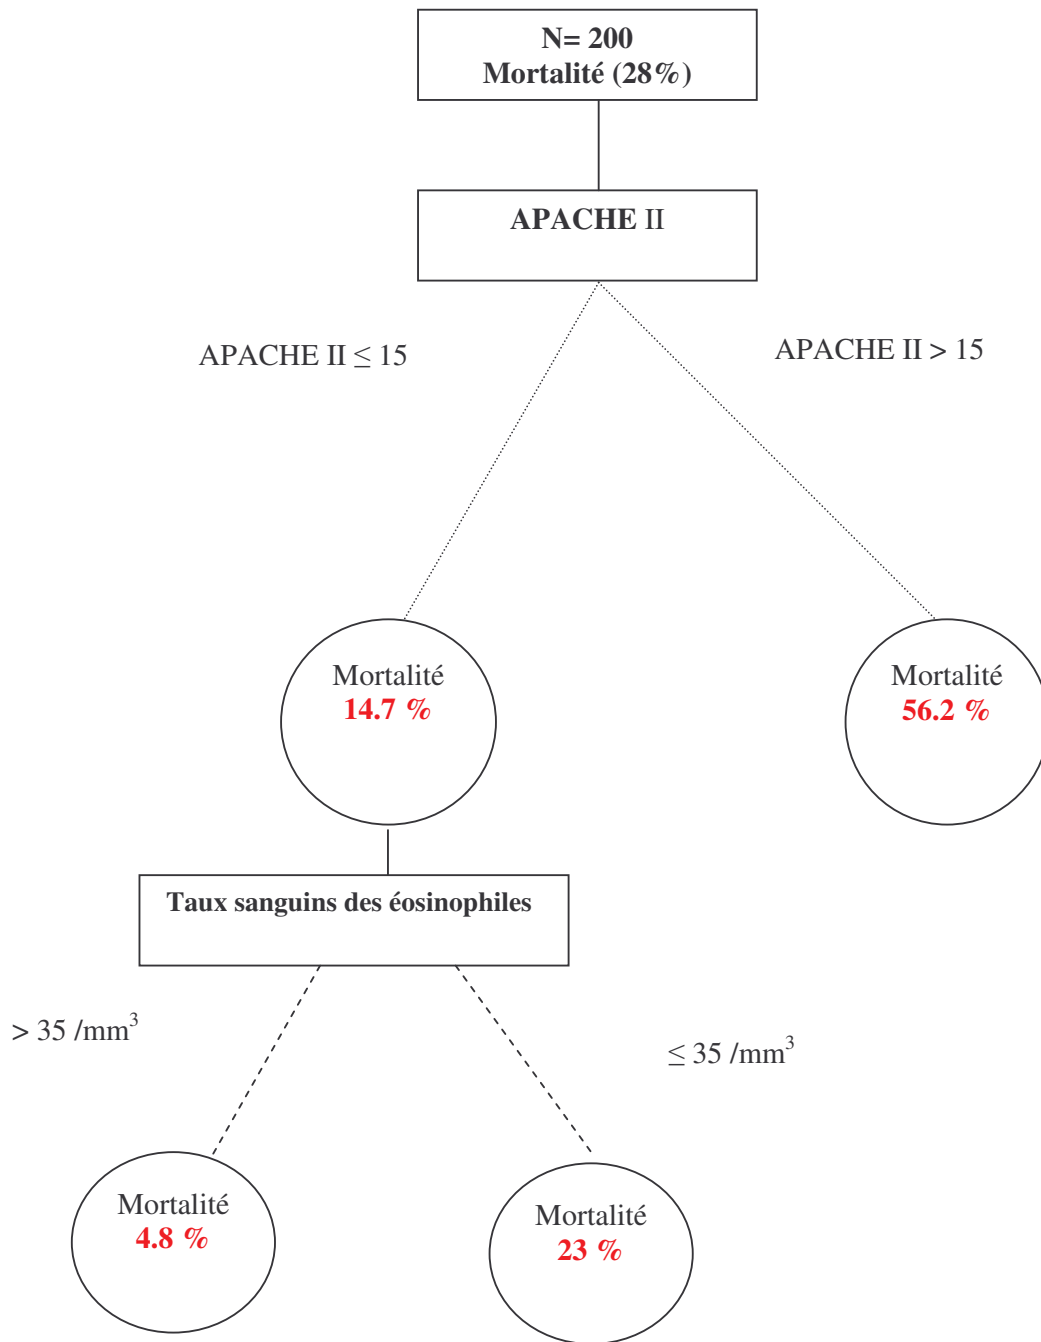 N= 200
Mortalité (28%)
APACHE II
APACHE II ≤ 15
APACHE II > 15
Mortalité
14.7 %
Mortalité
56.2 %
Taux sanguins des éosinophiles
> 35 /mm³
≤ 35 /mm³
Mortalité
4.8 %
Mortalité
23 %